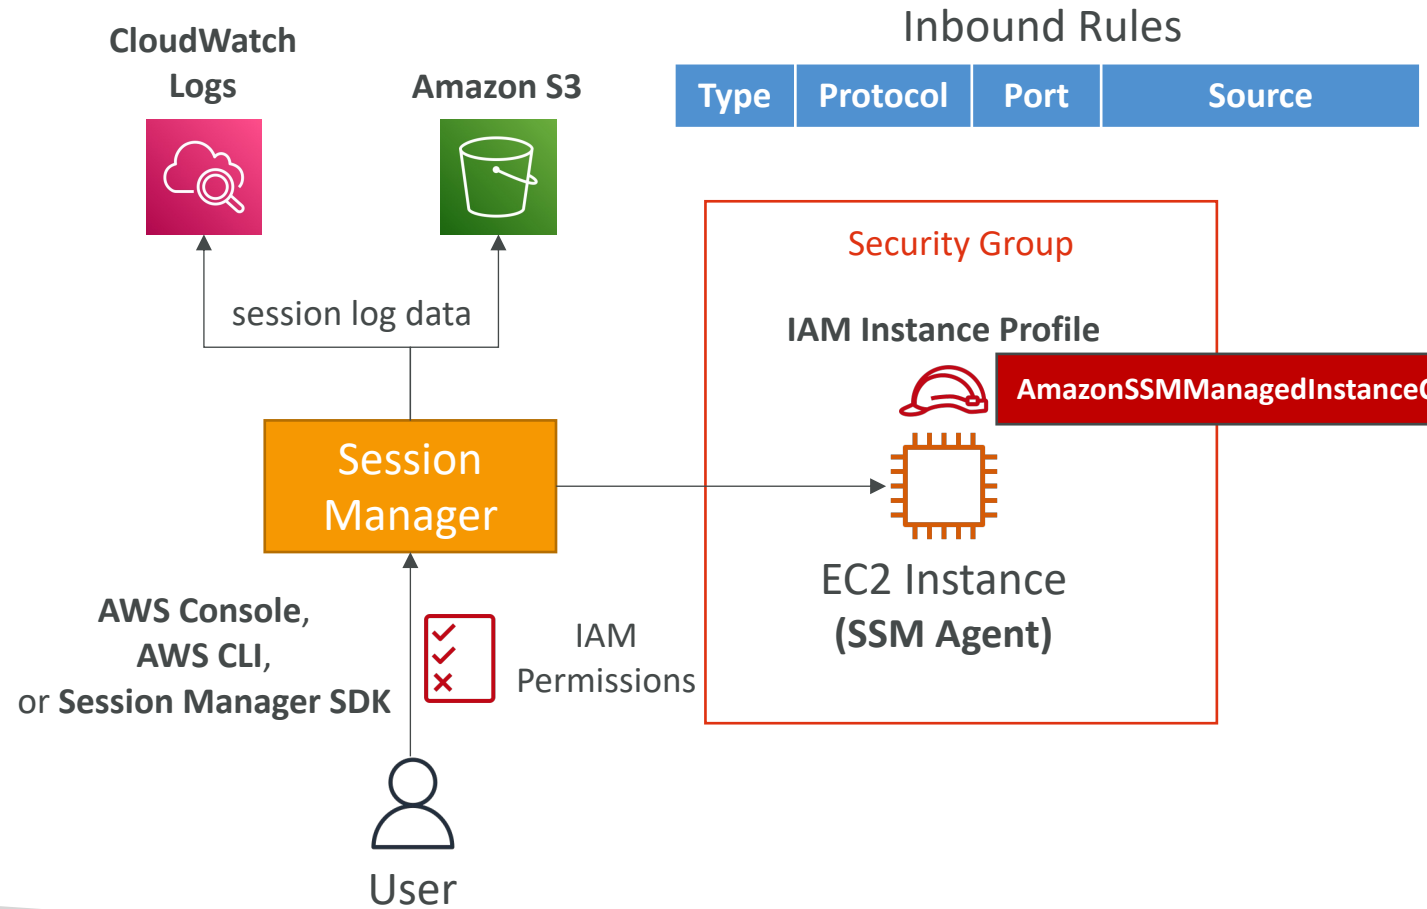 CloudWatch
Logs
Amazon S3
Inbound Rules
Type Protocol Port Source
session log data
Security Group
IAM Instance Profile
AmazonSSMManagedInstanceC
Session
Manager
EC2 Instance
(SSM Agent)
AWS Console,
AWS CLI,
or Session Manager SDK
IAM
Permissions
User